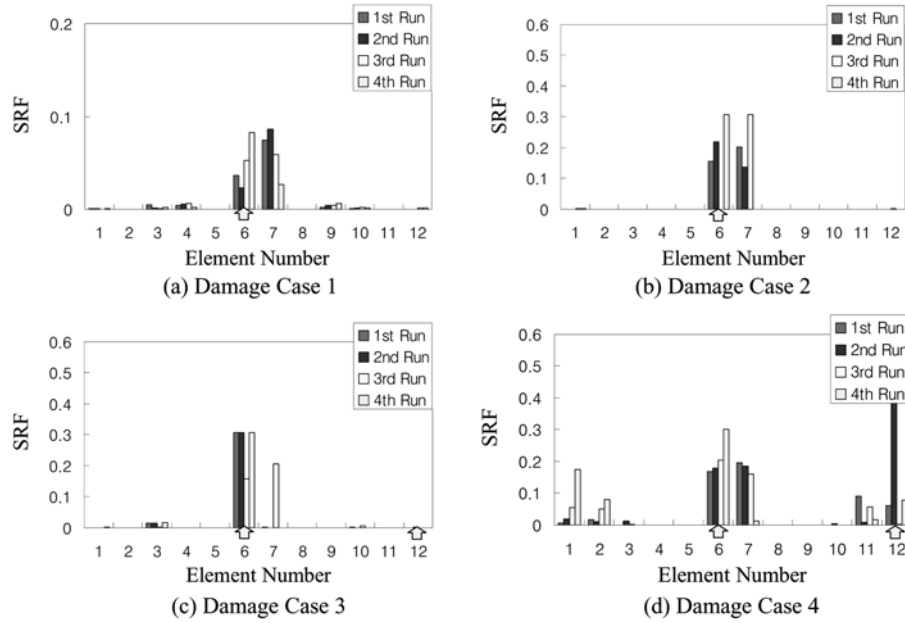 0.2
0.1
0
SRF
1st Run
2nd Run
3rd Run
4th Run
1 2 3 4 5 6 7 8 9 10 11 12
Element Number
(a) Damage Case 1
0.6
0.5
0.4
0.3
0.2
0.1
0
SRF
1st Run
2nd Run
3rd Run
4th Run
1 2 3 4 5 6 7 8 9 10 11 12
Element Number
(b) Damage Case 2
0.6
0.5
0.4
0.3
0.2
0.1
0
SRF
1st Run
2nd Run
3rd Run
4th Run
1 2 3 4 5 6 7 8 9 10 11 12
Element Number
(c) Damage Case 3
0.6
0.5
0.4
0.3
0.2
0.1
0
SRF
1st Run
2nd Run
3rd Run
4th Run
1 2 3 4 5 6 7 8 9 10 11 12
Element Number
(d) Damage Case 4